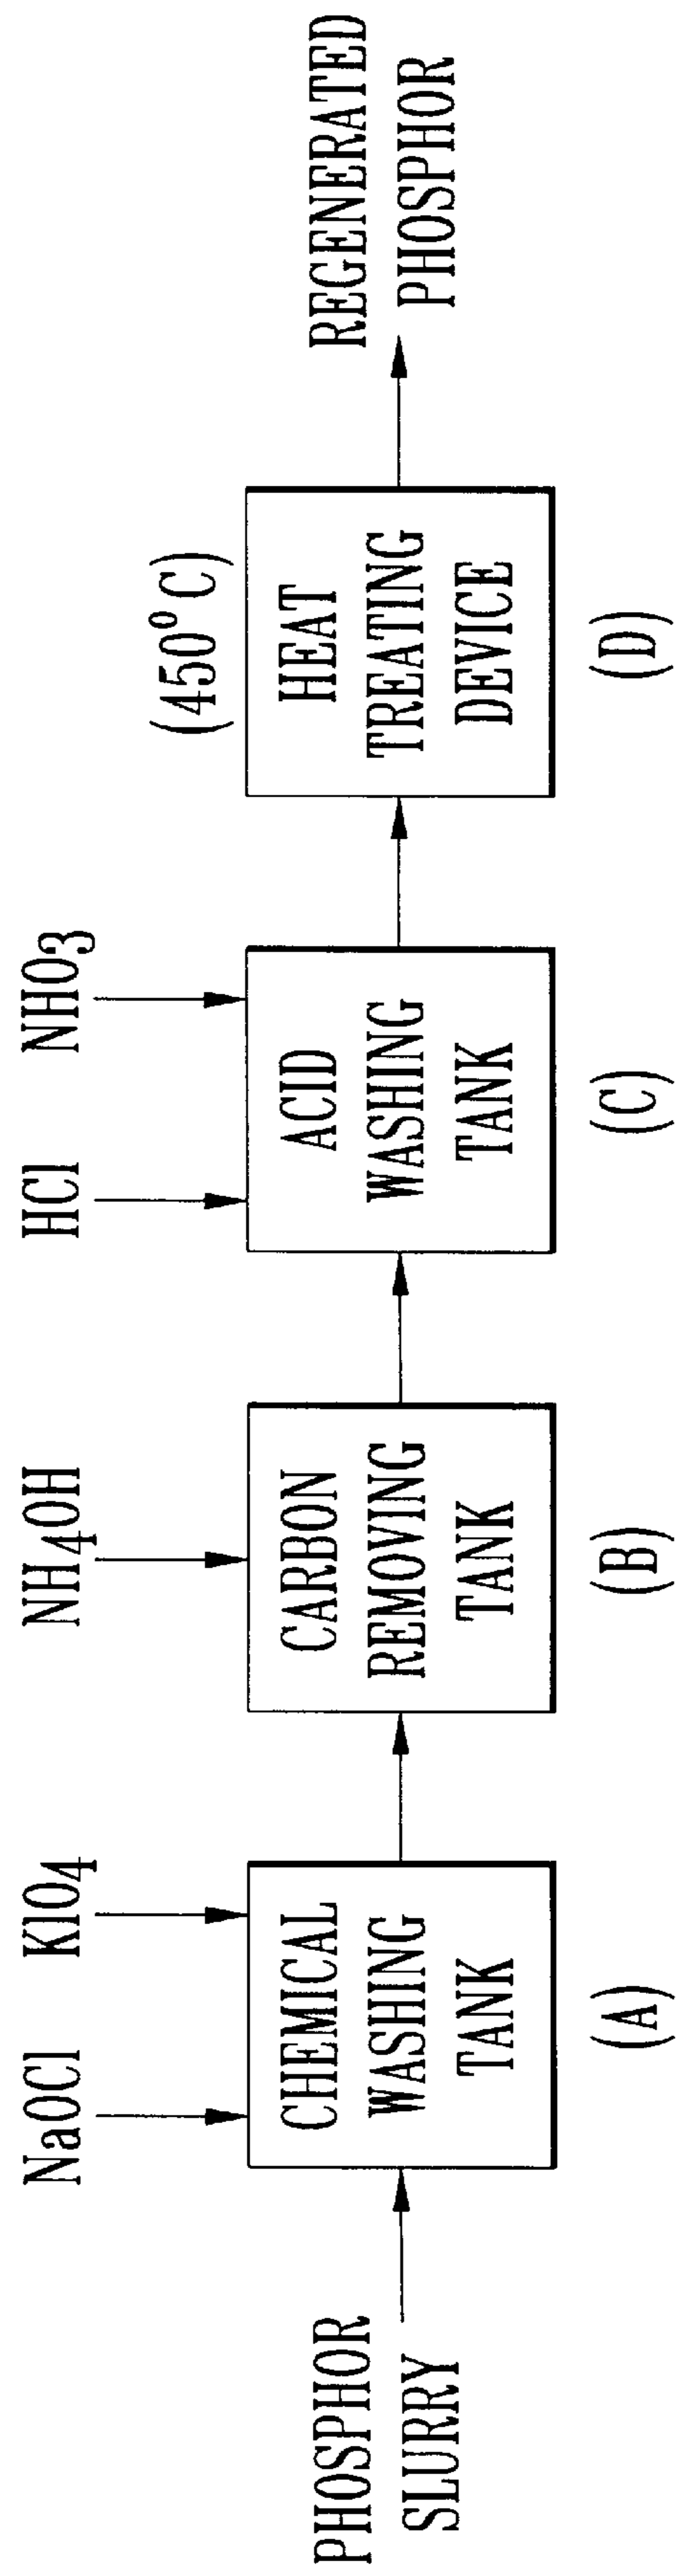 PHOSPHOR
SLURRY
NaOCl
KlO4
CHEMICAL
WASHING
TANK
(A)
NH4OH
CARBON
REMOVING
TANK
(B)
HCl
NHO3
ACID
WASHING
TANK
(C)
(450°C)
HEAT
TREATING
DEVICE
(D)
REGENERATED
PHOSPHOR